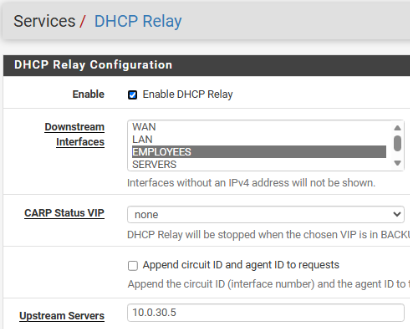 Services / DHCP Relay
DHCP Relay Configuration
Enable Enable DHCP Relay
Downstream Interfaces
WAN
LAN
EMPLOYEES
SERVERS
Interfaces without an IPv4 address will not be shown.
CARP Status VIP none
DHCP Relay will be stopped when the chosen VIP is in BACKU
Append circuit ID and agent ID to requests
Append the circuit ID (interface number) and the agent ID to
Upstream Servers 10.0.30.5